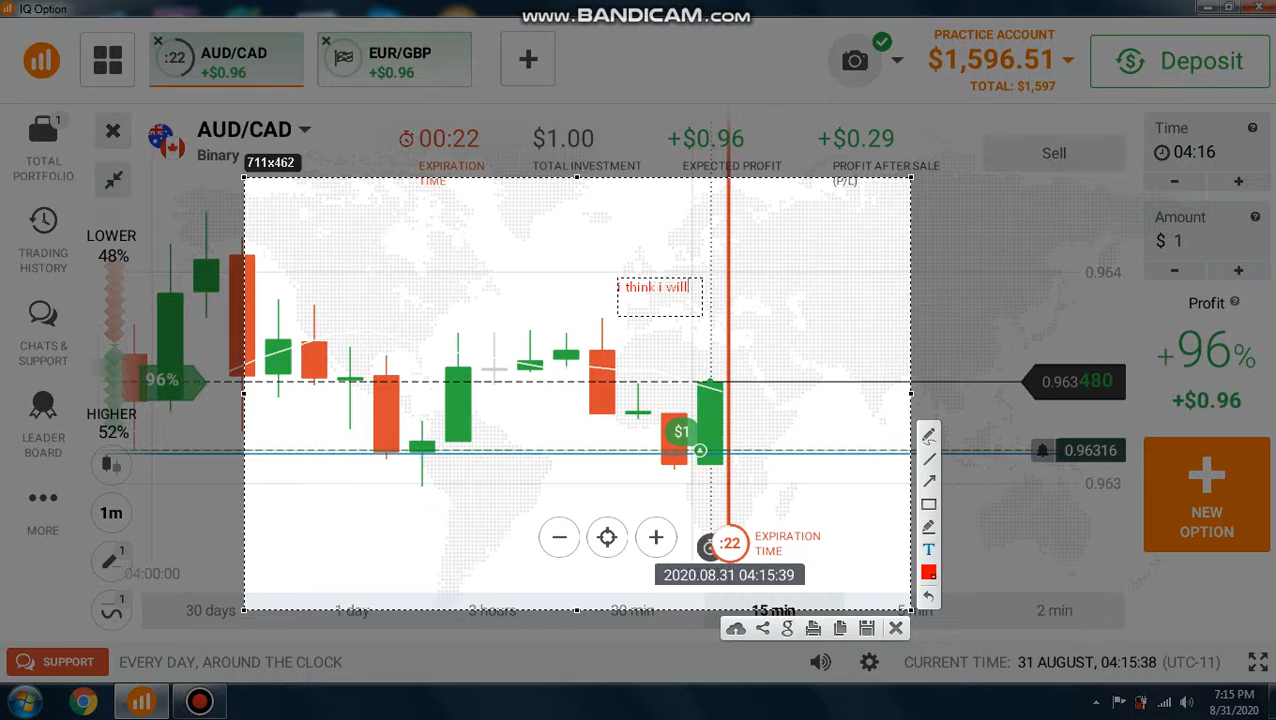 IQ Option
www.BANDICAM.com
:22
AUD/CAD
+$0.96
EUR/GBP
+$0.96
PRACTICE ACCOUNT
$1,596.51
TOTAL: $1,597
Deposit
1
TOTAL
PORTFOLIO
TRADING
HISTORY
CHATS &
SUPPORT
LEADER
BOARD
MORE
AUD/CAD
Binary
00:22
EXPIRATION
TIME
$1.00
TOTAL INVESTMENT
+$0.96
EXPECTED PROFIT
+$0.29
PROFIT AFTER SALE
(P/L)
Sell
711x462
LOWER
48%
96%
HIGHER
52%
1m
1
1
i think i will
$1
0.964
0.963480
0.96316
0.963
:22
EXPIRATION
TIME
2020.08.31 04:15:39
04:00:00
30 days
1 day
3 hours
30 min
15 min
5 min
2 min
T
g
Time
04:16
Amount
$ 1
Profit
+96%
+$0.96
NEW
OPTION
SUPPORT
EVERY DAY, AROUND THE CLOCK
CURRENT TIME: 31 AUGUST, 04:15:38 (UTC-11)
7:15 PM
8/31/2020